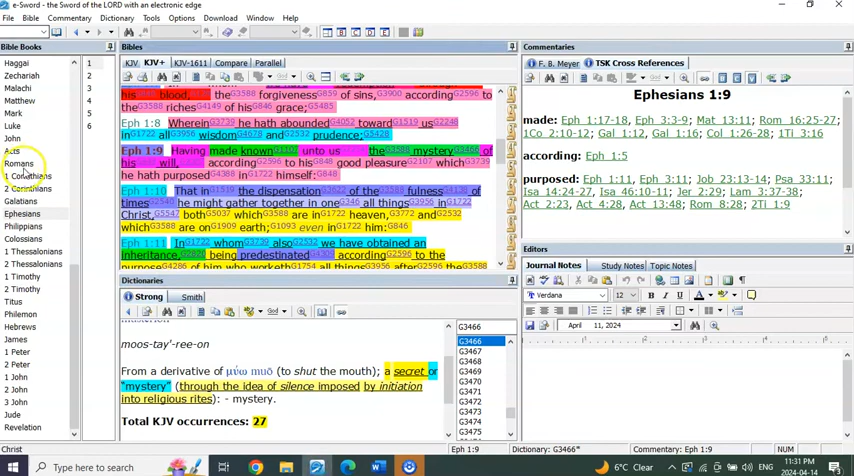 e-Sword - the Sword of the LORD with an electronic edge
File Bible Commentary Dictionary Tools Options Download Window Help
A B C D E
Bible Books
Haggai 1
Zechariah 2
Malachi 3
Matthew 4
Mark 5
Luke 6
John
Acts
Romans
Corinthians
2 Corinthians
Galatians
Ephesians
Philippians
Colossians
1 Thessalonians
2 Thessalonians
1 Timothy
2 Timothy
Titus
Philemon
Hebrews
James
1 Peter
2 Peter
1 John
2 John
3 John
Jude
Revelation
Bibles
KJV KJV+ KJV-1611 Compare Parallel
his blood, the forgiveness of sins, according to
the riches of his grace;
Eph 1:8 Wherein he hath abounded toward us
in all wisdom and prudence;
Eph 1:9 Having made known unto us the mystery of
his will, according to his good pleasure which
he hath purposed in himself:
Eph 1:10 That in the dispensation of the fulness of
times he might gather together in one all things in
Christ, both which are in heaven, and
which are on earth; even in him:
Eph 1:11 In whom also we have obtained an
inheritance, being predestinated according to the
purpose of him who worketh all things after the
Dictionaries
Strong Smith
moos-tay'-ree-on
From a derivative of μύω muō (to shut the mouth); a secret or
"mystery" (through the idea of silence imposed by initiation
into religious rites): - mystery.
Total KJV occurrences: 27
G3466
G3466
G3467
G3468
G3469
G3470
G3471
G3472
G3473
G3474
Commentaries
F. B. Meyer TSK Cross References
Ephesians 1:9
made: Eph 1:17-18, Eph 3:3-9; Mat 13:11; Rom 16:25-27;
1Co 2:10-12; Gal 1:12, Gal 1:16; Col 1:26-28; 1Ti 3:16
according: Eph 1:5
purposed: Eph 1:11, Eph 3:11; Job 23:13-14; Psa 33:11;
Isa 14:24-27, Isa 46:10-11; Jer 2:29; Lam 3:37-38;
Act 2:23, Act 4:28, Act 13:48; Rom 8:28; 2Ti 1:9
Editors
Journal Notes Study Notes Topic Notes
Verdana 12 B I U
April 11, 2024
1 2 3 4 5
Christ
Eph 1:9 Dictionary: G3466* Commentary: Eph 1:9 NUM
Type here to search
6°C Clear ENG 11:31 PM
2024-04-14